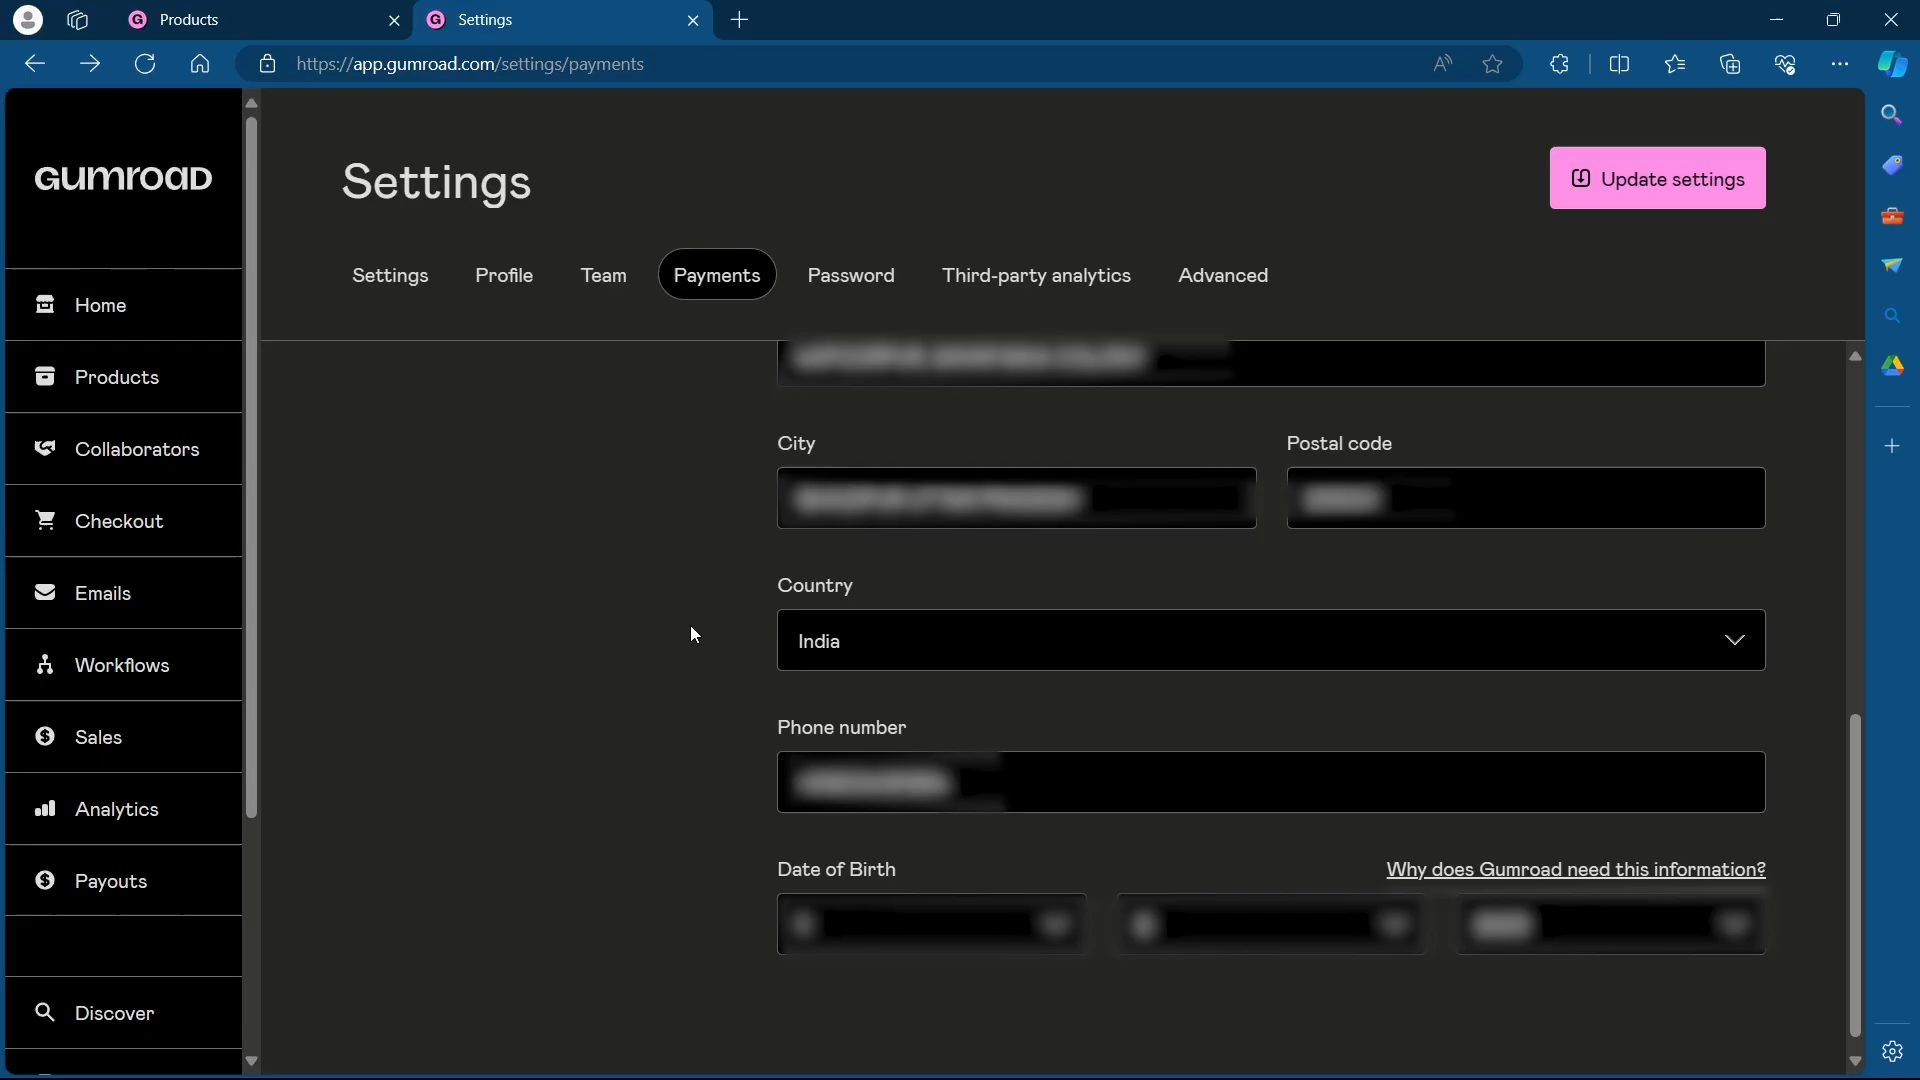 Products
Settings
https://app.gumroad.com/settings/payments
GUMROAD
Settings
Update settings
Settings
Profile
Team
Payments
Password
Third-party analytics
Advanced
Home
Products
Collaborators
Checkout
Emails
Workflows
Sales
Analytics
Payouts
Discover
City
Postal code
Country
India
Phone number
Date of Birth
Why does Gumroad need this information?